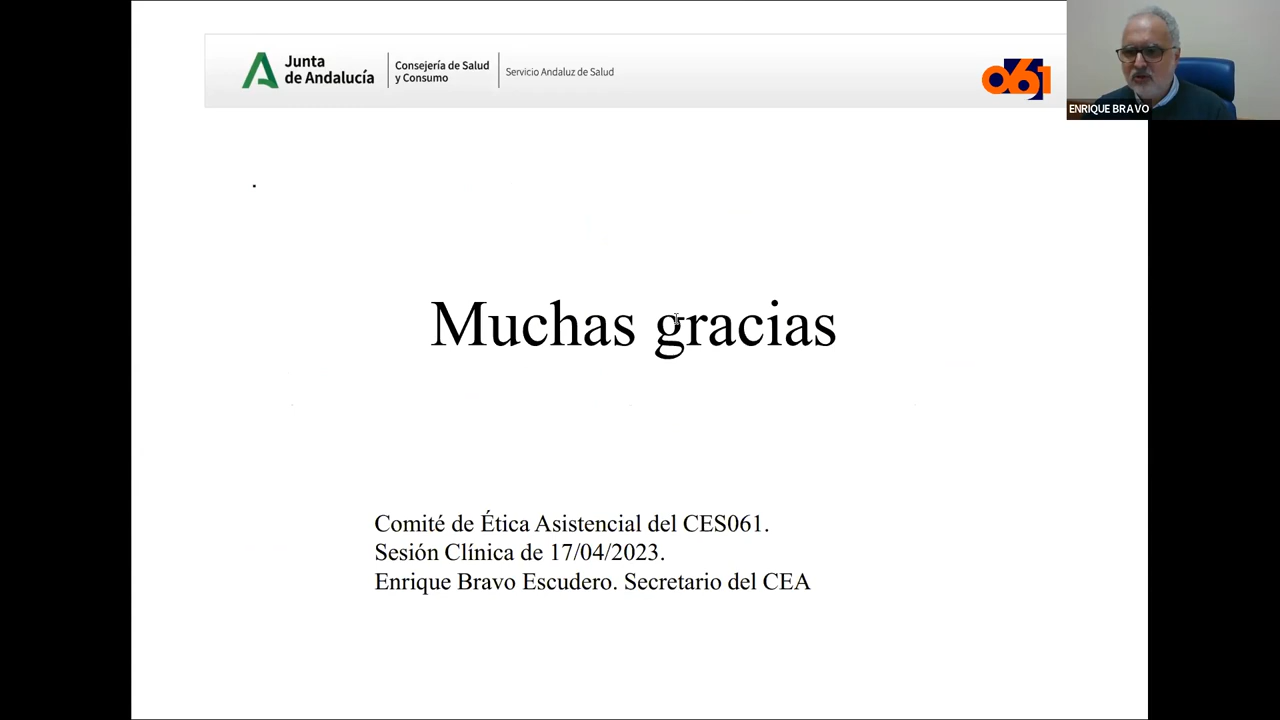 Junta
de Andalucía
Consejería de Salud
y Consumo
Servicio Andaluz de Salud
061
ENRIQUE BRAVO
.
Muchas gracias
Comité de Ética Asistencial del CES061.
Sesión Clínica de 17/04/2023.
Enrique Bravo Escudero. Secretario del CEA